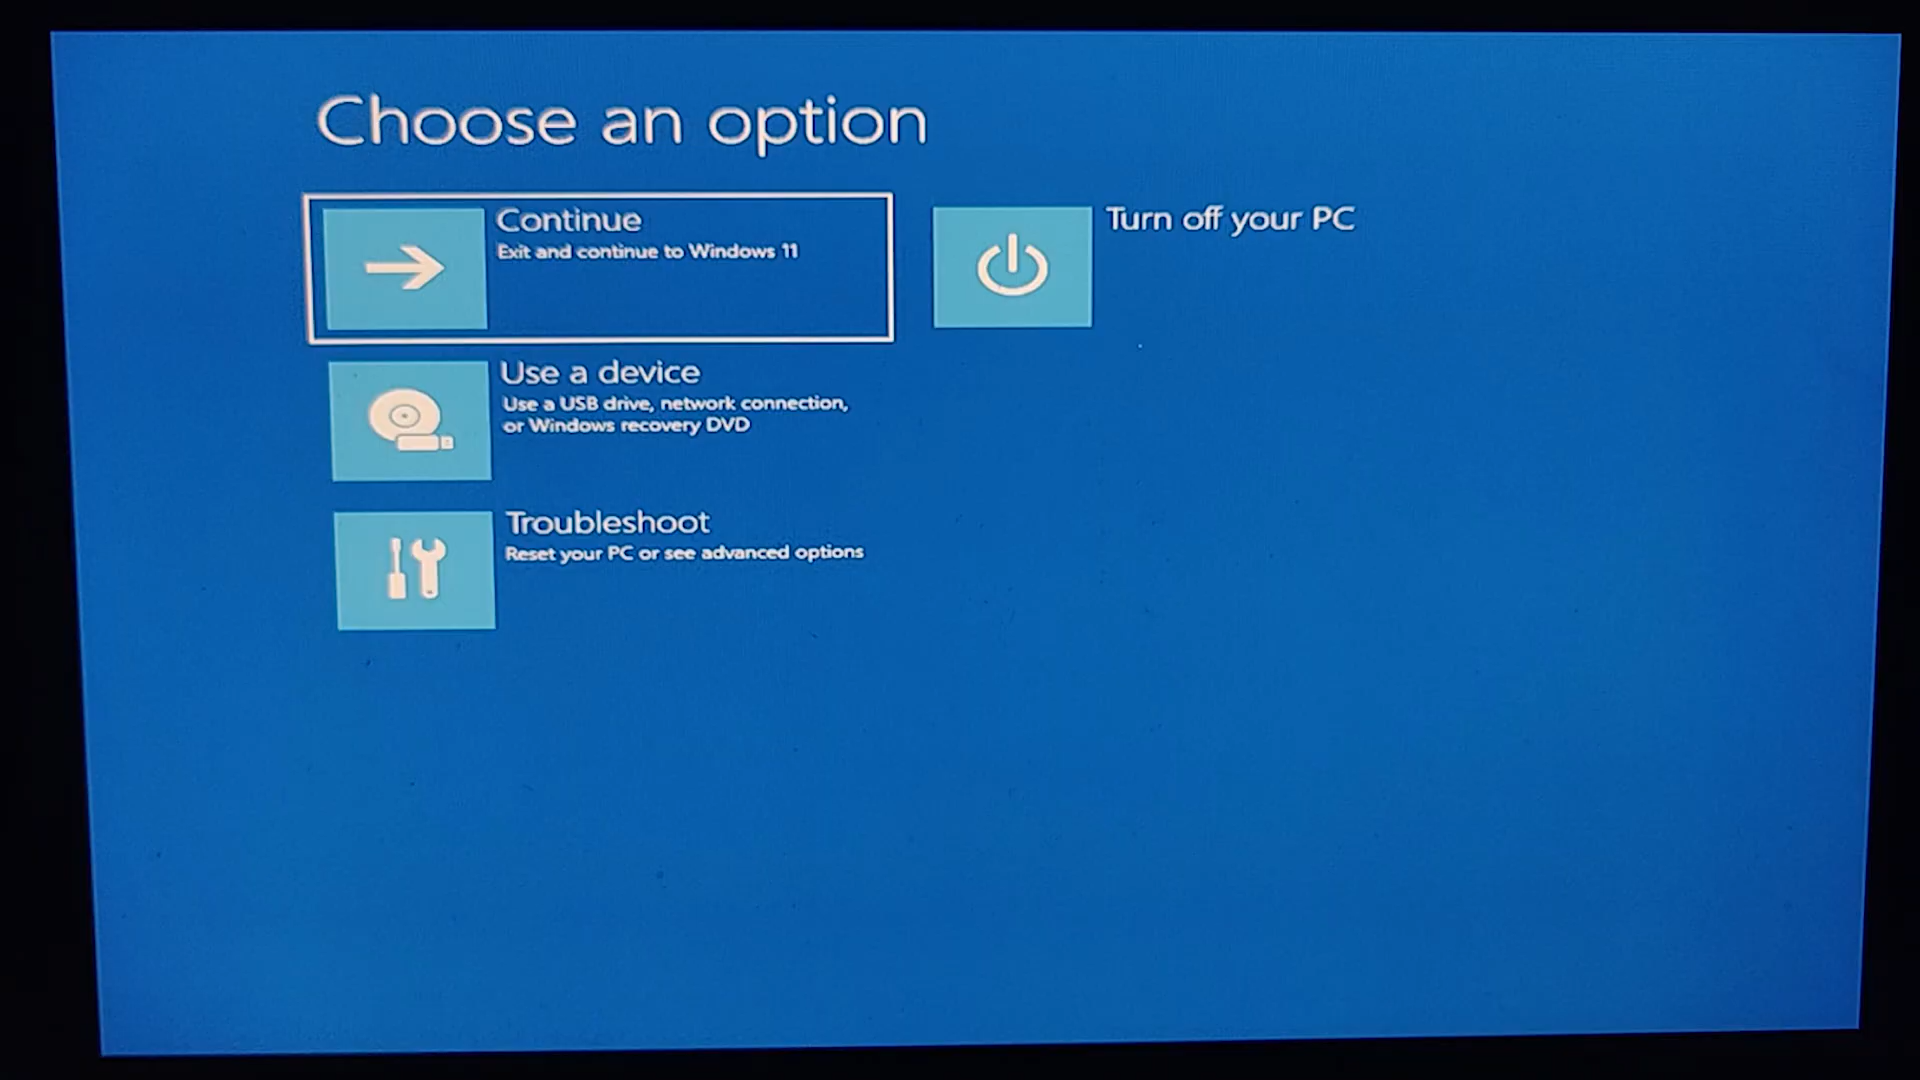 Choose an option
Continue
Exit and continue to Windows 11
Turn off your PC
Use a device
Use a USB drive, network connection,
or Windows recovery DVD
Troubleshoot
Reset your PC or see advanced options